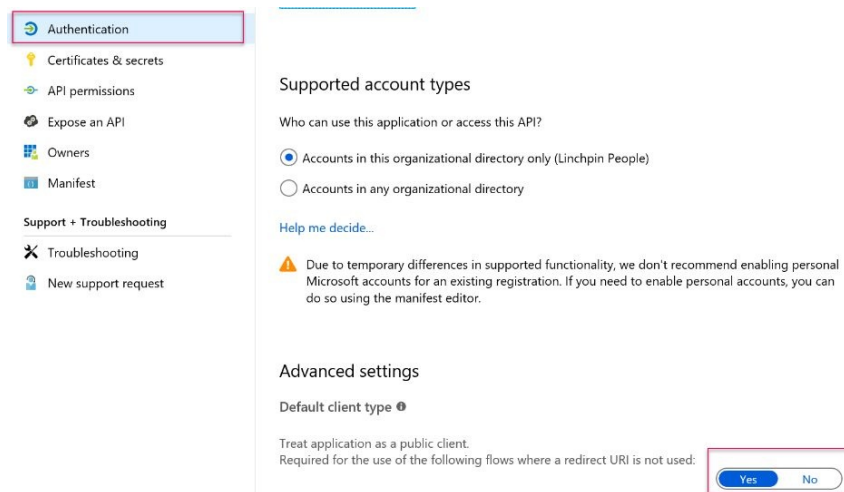 Authentication
Certificates & secrets
API permissions
Expose an API
Owners
Manifest
Support + Troubleshooting
Troubleshooting
New support request
Supported account types
Who can use this application or access this API?
Accounts in this organizational directory only (Linchpin People)
Accounts in any organizational directory
Help me decide...
Due to temporary differences in supported functionality, we don't recommend enabling personal
Microsoft accounts for an existing registration. If you need to enable personal accounts, you can
do so using the manifest editor.
Advanced settings
Default client type
Treat application as a public client.
Required for the use of the following flows where a redirect URI is not used:
Yes No